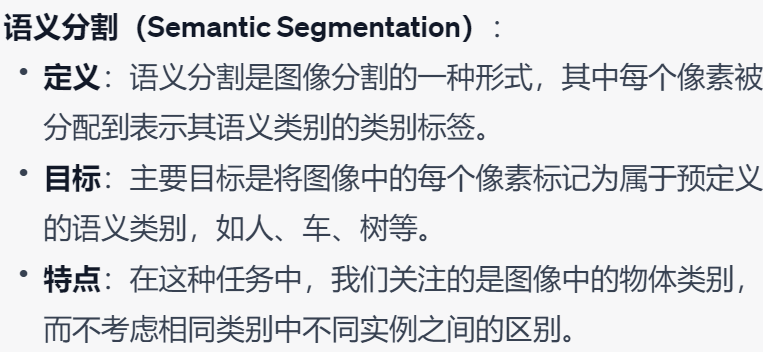 语义分割（Semantic Segmentation）：
• 定义：语义分割是图像分割的一种形式，其中每个像素被
分配到表示其语义类别的类别标签。
• 目标：主要目标是将图像中的每个像素标记为属于预定义
的语义类别，如人、车、树等。
• 特点：在这种任务中，我们关注的是图像中的物体类别，
而不考虑相同类别中不同实例之间的区别。